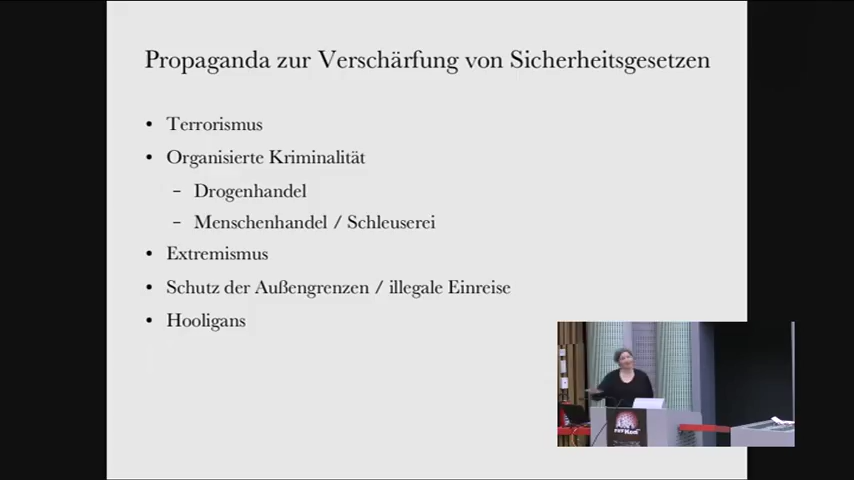 Propaganda zur Verschärfung von Sicherheitsgesetzen
• Terrorismus
• Organisierte Kriminalität
– Drogenhandel
– Menschenhandel / Schleuserei
• Extremismus
• Schutz der Außengrenzen / illegale Einreise
• Hooligans